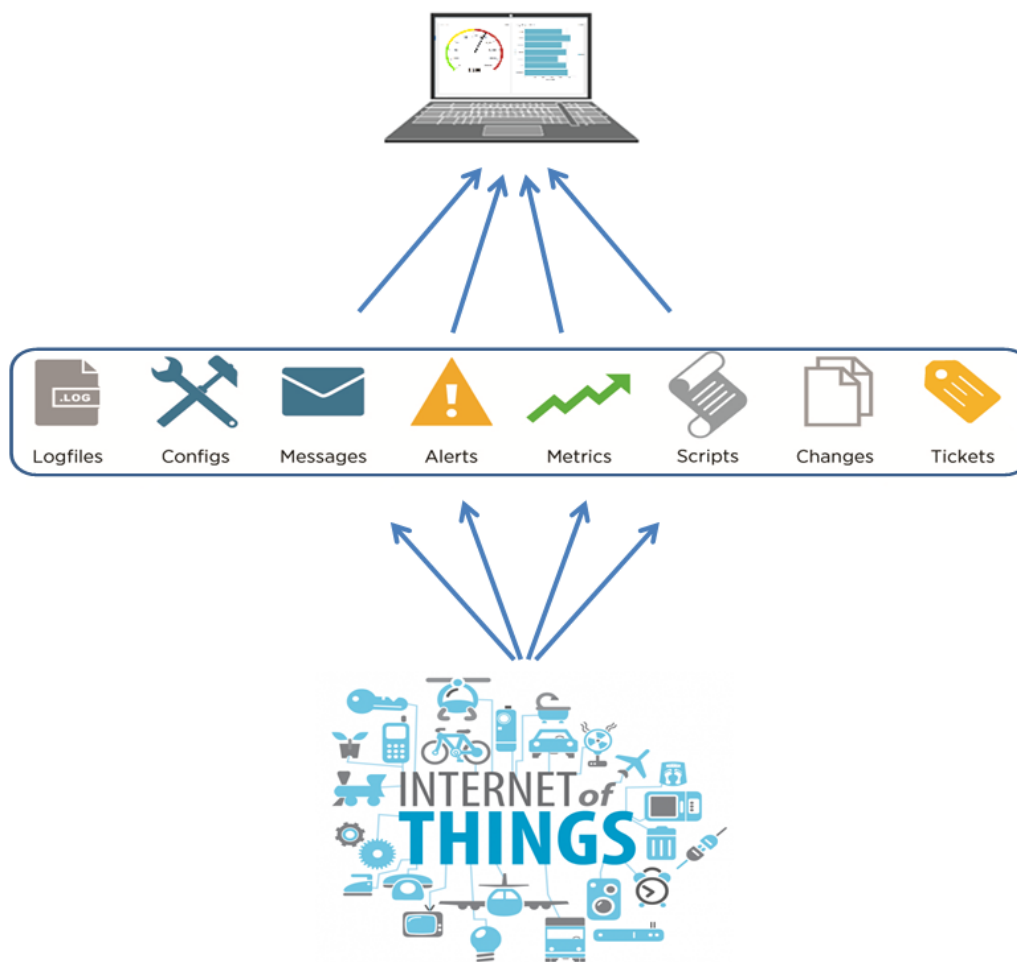 .LOG
Logfiles
Configs
Messages
Alerts
Metrics
Scripts
Changes
Tickets
INTERNET of
THINGS